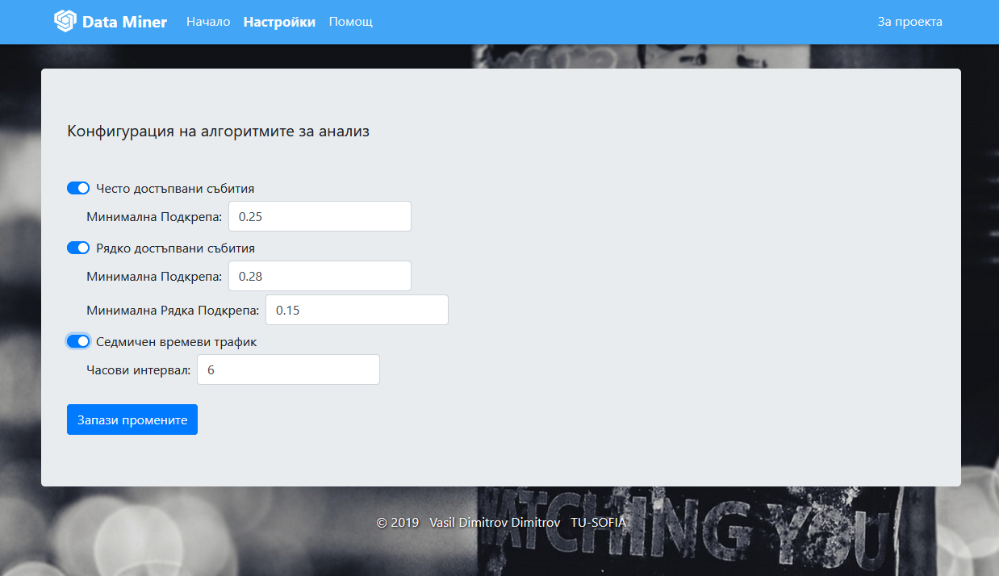 Data Miner Начало Настройки Помощ За проекта
Конфигурация на алгоритмите за анализ
Често достъпвани събития
Минимална Подкрепа: 0.25
Рядко достъпвани събития
Минимална Подкрепа: 0.28
Минимална Рядка Подкрепа: 0.15
Седмичен времеви трафик
Часови интервал: 6
Запази промените
© 2019 Vasil Dimitrov Dimitrov TU-SOFIA
WATCHING YOU